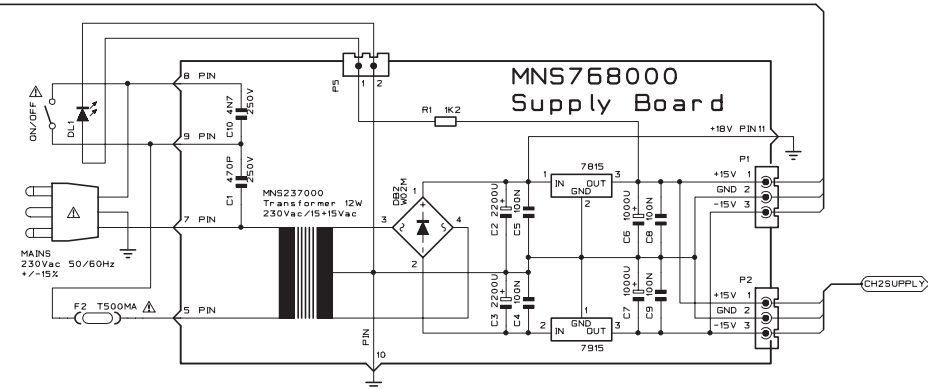 MNS768000
Supply Board
8 PIN
9 PIN
7 PIN
5 PIN
PIN
10
+18V PIN11
ON/OFF
DL1
C10 4N7
250V
C1 470P
250V
P5
1 2
R1 1K2
MNS237000
Transformer 12W
230Vac/15+15Vac
MAINS
230Vac 50/60Hz
+/-15%
F2 T500MA
DB2
W02M
1
3
4
2
C2 2200U
C5 100N
C3 2200U
C4 100N
7815
1 IN OUT 3
GND
2
1
GND
2 IN OUT 3
7915
C6 1000U
C8 100N
C7 1000U
C9 100N
P1
+15V 1
GND 2
-15V 3
P2
+15V 1
GND 2
-15V 3
CH2SUPPLY